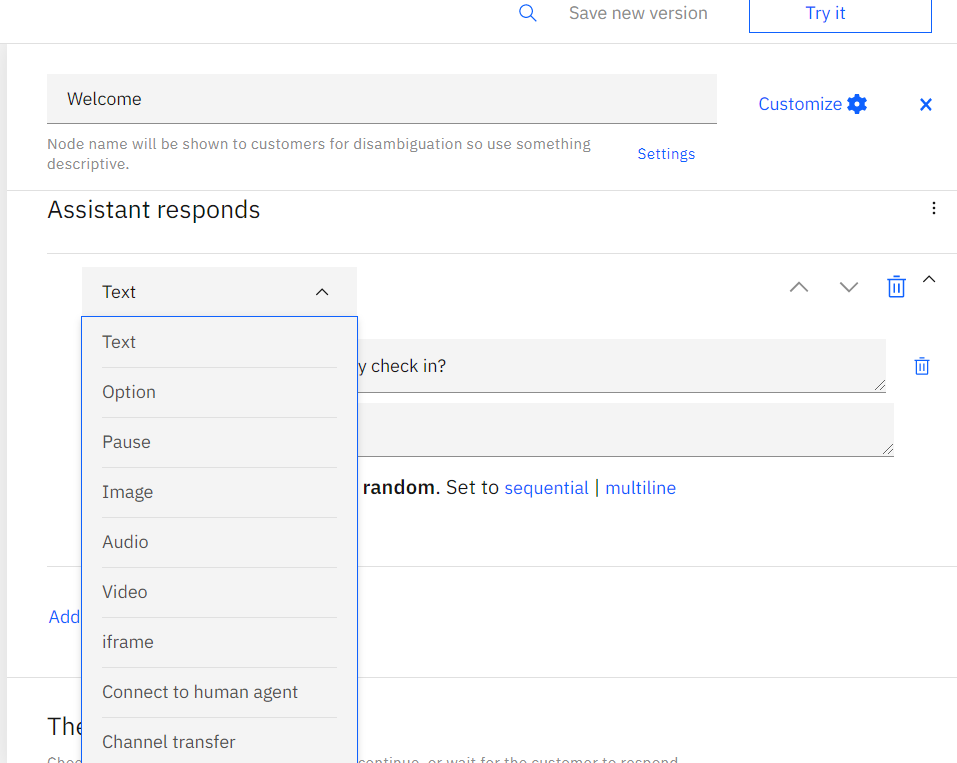 Save new version
Try it
Welcome
Customize
Node name will be shown to customers for disambiguation so use something
descriptive.
Settings
Assistant responds
Text
Text
y check in?
Option
Pause
random. Set to sequential | multiline
Image
Audio
Video
Add
iframe
Connect to human agent
The
Channel transfer
continue, or wait for the customer to respond